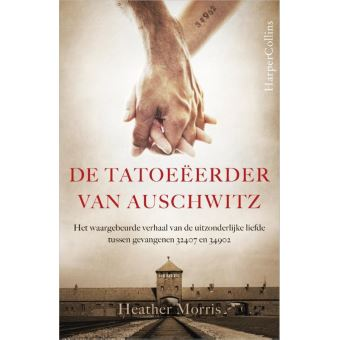 34902
HarperCollins
DE TATOEËERDER
VAN AUSCHWITZ
Het waargebeurde verhaal van de uitzonderlijke liefde
tussen gevangenen 32407 en 34902
Heather Morris